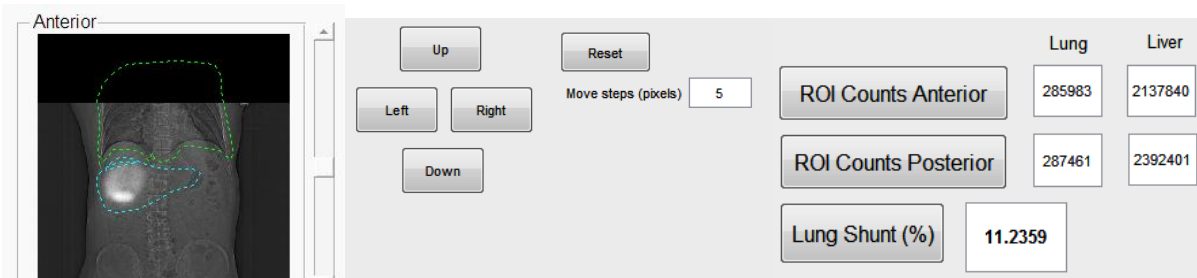 Anterior
Up
Reset
Lung Liver
Move steps (pixels) 5
ROI Counts Anterior 285983 2137840
Left Right
ROI Counts Posterior 287461 2392401
Down
Lung Shunt (%) 11.2359